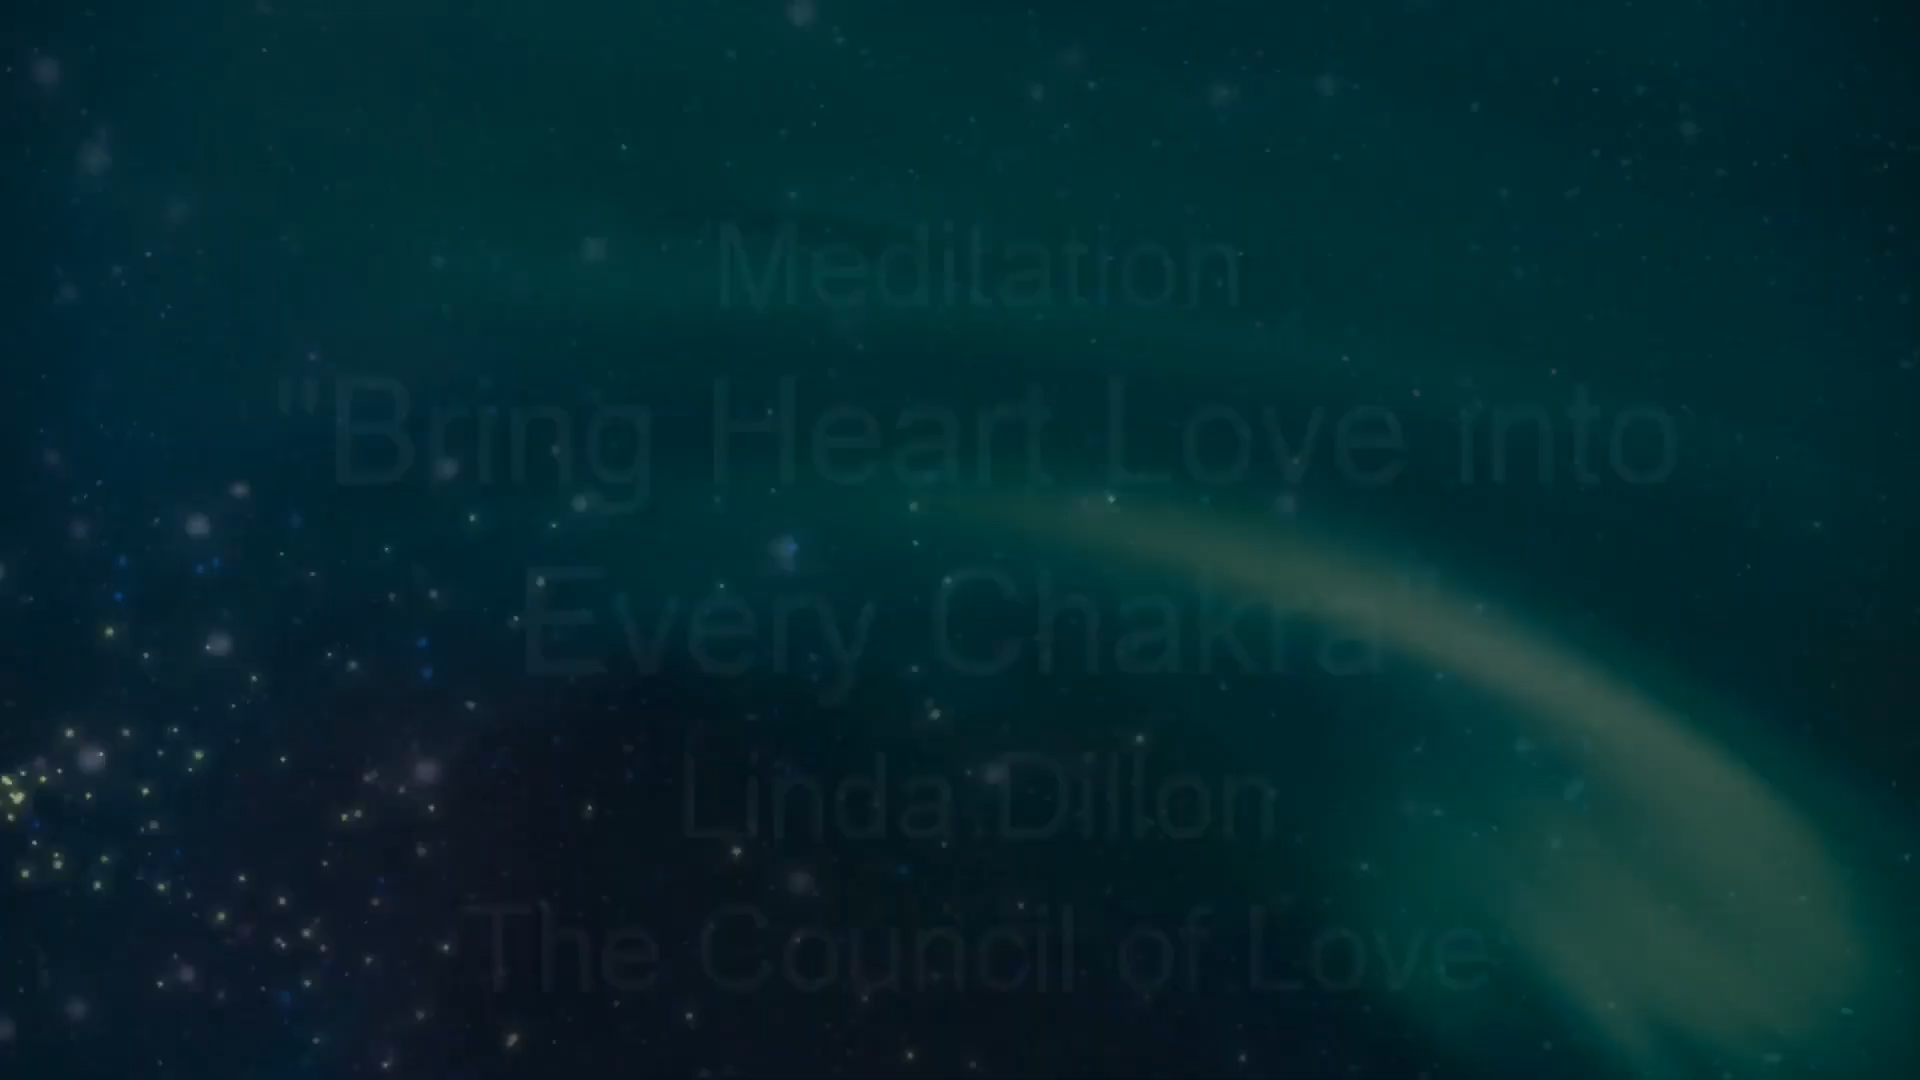 Meditation
"Bring Heart Love into
Every Chakra"
Linda Dillon
The Council of Love